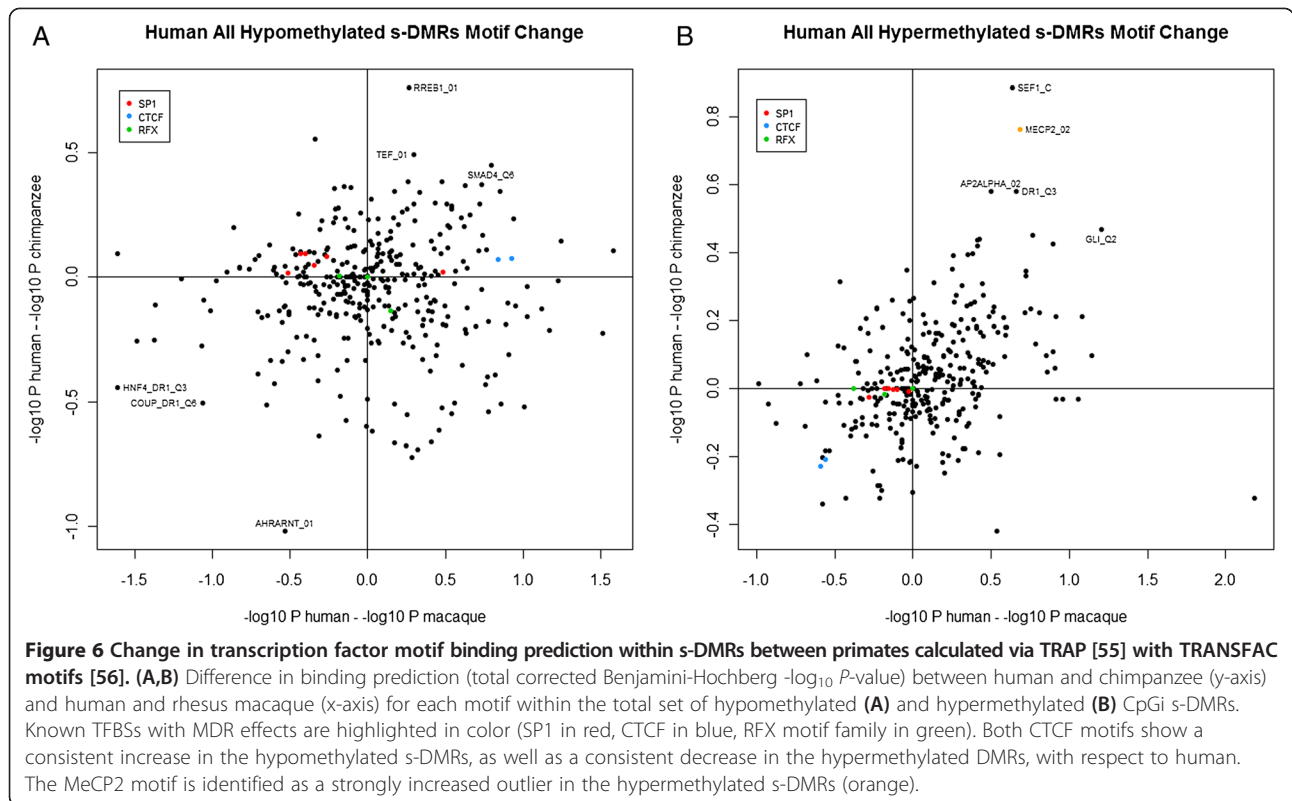 A
Human All Hypomethylated s-DMRs Motif Change
-log10 P human - -log10 P chimpanzee
0.5
0.0
-0.5
-1.0
SP1
CTCF
RFX
RREB1_01
TEF_01
SMAD4_Q6
HNF4_DR1_Q3
COUP_DR1_Q6
AHRARNT_01
-1.5 -1.0 -0.5 0.0 0.5 1.0 1.5
-log10 P human - -log10 P macaque
B
Human All Hypermethylated s-DMRs Motif Change
-log10 P human - -log10 P chimpanzee
0.8
0.6
0.4
0.2
0.0
-0.2
-0.4
SP1
CTCF
RFX
SEF1_C
MECP2_02
AP2ALPHA_02
DR1_Q3
GLI_Q2
-1.0 -0.5 0.0 0.5 1.0 1.5 2.0
-log10 P human - -log10 P macaque
Figure 6 Change in transcription factor motif binding prediction within s-DMRs between primates calculated via TRAP [55] with TRANSFAC
motifs [56]. (A,B) Difference in binding prediction (total corrected Benjamini-Hochberg -log10 P-value) between human and chimpanzee (y-axis)
and human and rhesus macaque (x-axis) for each motif within the total set of hypomethylated (A) and hypermethylated (B) CpGi s-DMRs.
Known TFBSs with MDR effects are highlighted in color (SP1 in red, CTCF in blue, RFX motif family in green). Both CTCF motifs show a
consistent increase in the hypomethylated s-DMRs, as well as a consistent decrease in the hypermethylated DMRs, with respect to human.
The MeCP2 motif is identified as a strongly increased outlier in the hypermethylated s-DMRs (orange).